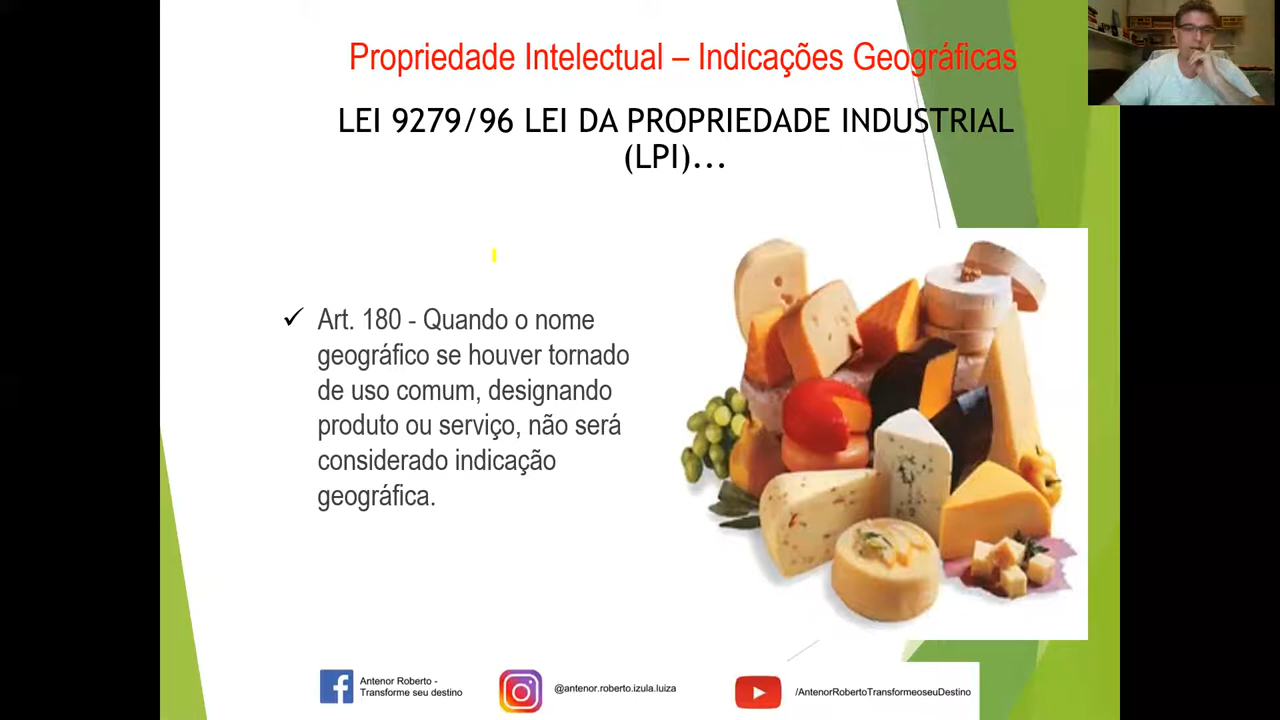 Propriedade Intelectual – Indicações Geográficas
LEI 9279/96 LEI DA PROPRIEDADE INDUSTRIAL
(LPI)...
✓ Art. 180 - Quando o nome
geográfico se houver tornado
de uso comum, designando
produto ou serviço, não será
considerado indicação
geográfica.
Antenor Roberto -
Transforme seu destino
@antenor.roberto.izula.luiza
/AntenorRobertoTransformeoseuDestino